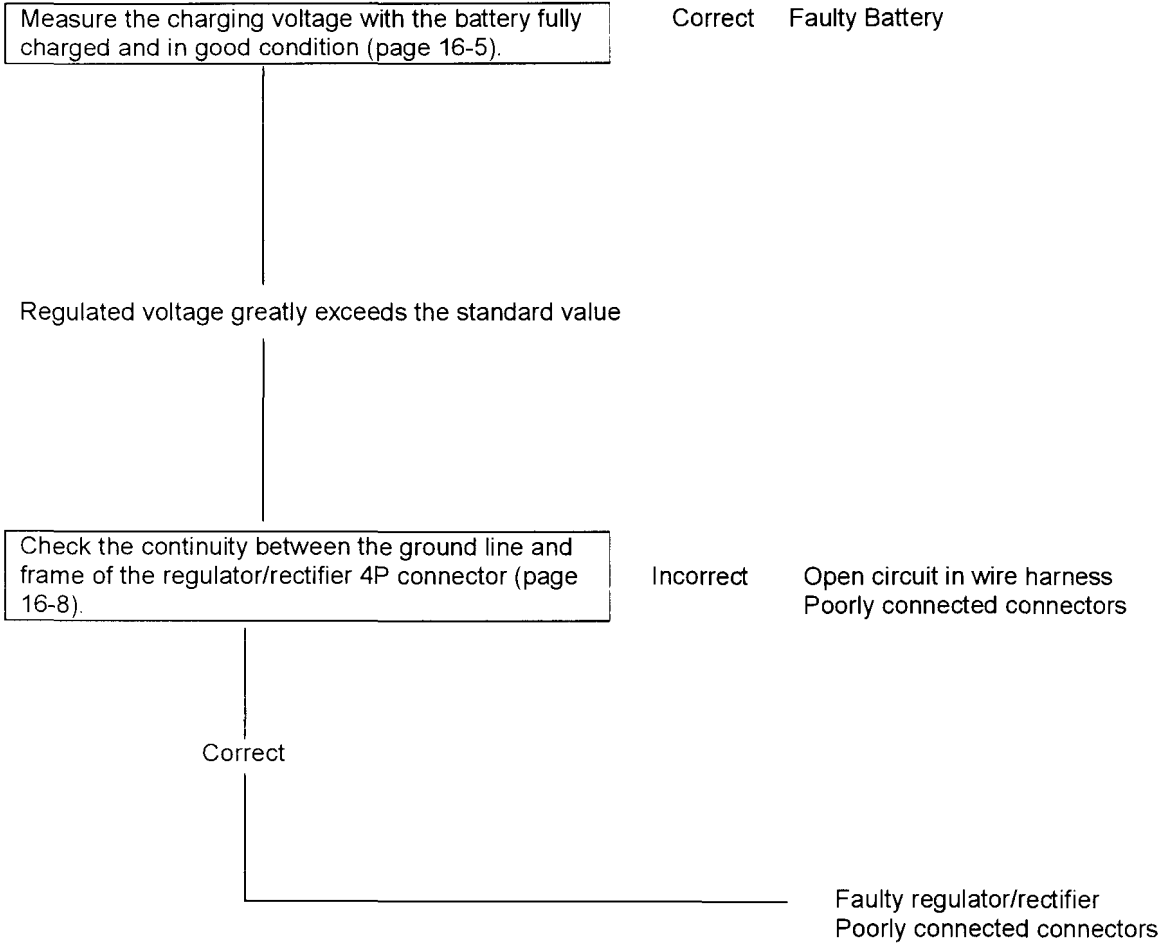 Measure the charging voltage with the battery fully
charged and in good condition (page 16-5).
Correct Faulty Battery
Regulated voltage greatly exceeds the standard value
Check the continuity between the ground line and
frame of the regulator/rectifier 4P connector (page
16-8).
Incorrect Open circuit in wire harness
Poorly connected connectors
Correct
Faulty regulator/rectifier
Poorly connected connectors